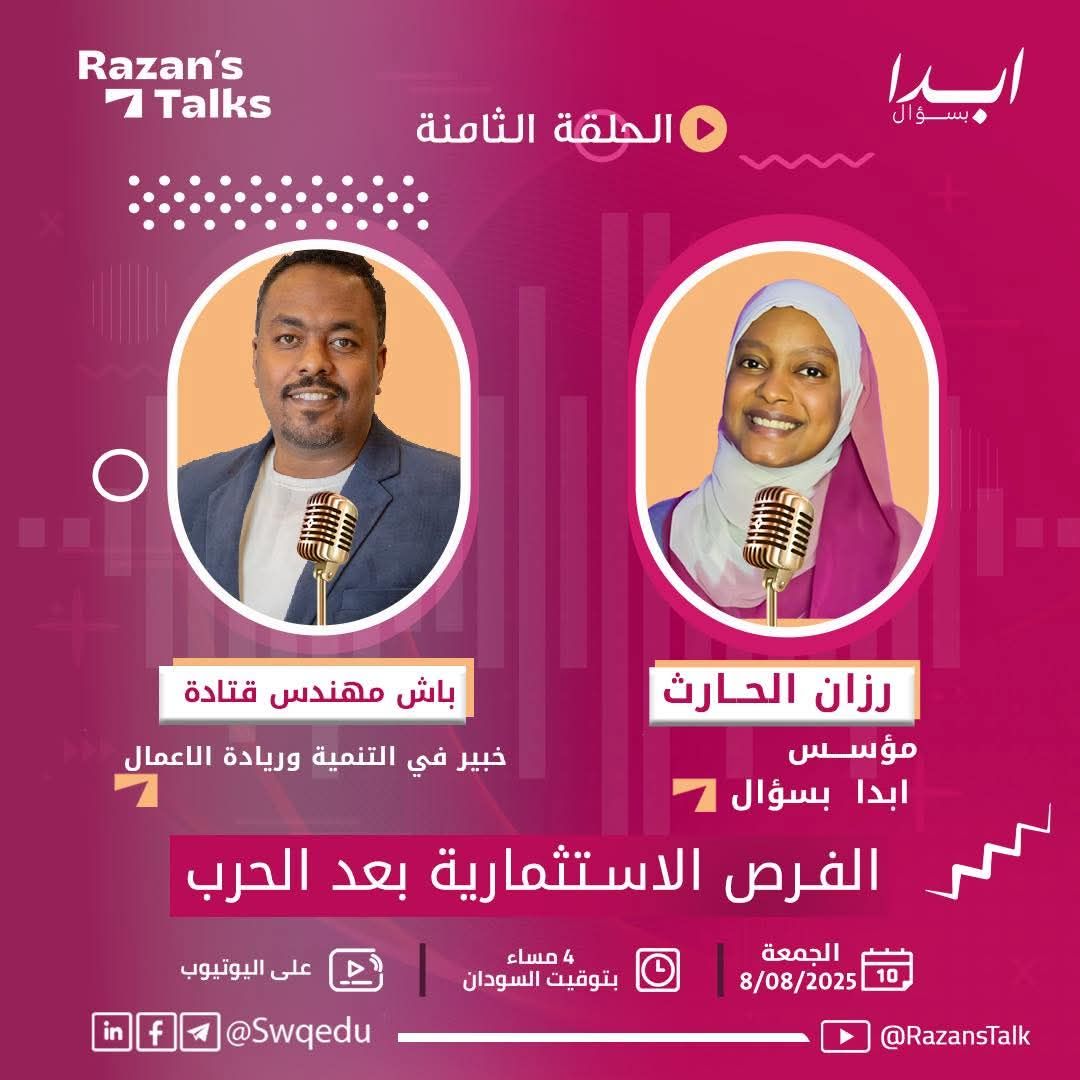 Razan's
Talks
ابدا
بسؤال
الحلقة الثامنة
رزان الحارث
مؤسس
ابدا بسؤال
باش مهندس قتادة
خبير في التنمية وريادة الاعمال
الفرص الاستثمارية بعد الحرب
الجمعة
8/08/2025
10
4 مساء
بتوقيت السودان
على اليوتيوب
@Swqedu
@RazansTalk